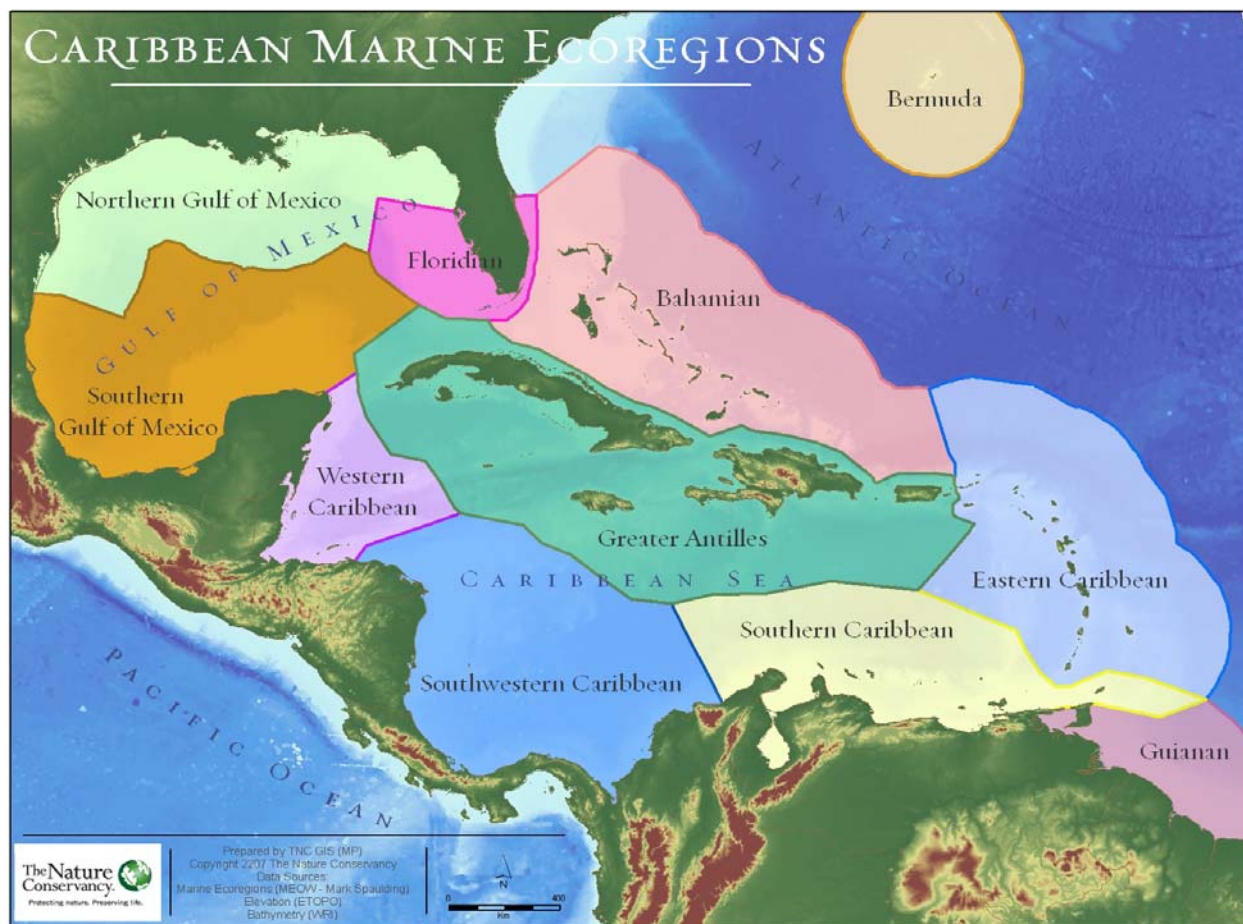 CARIBBEAN MARINE ECOREGIONS
Bermuda
ATLANTIC OCEAN
Northern Gulf of Mexico
GULF OF MEXICO
Floridian
Bahamian
Southern
Gulf of Mexico
Western
Caribbean
Greater Antilles
CARIBBEAN SEA
Eastern Caribbean
Southern Caribbean
Southwestern Caribbean
PACIFIC OCEAN
Guianan
The Nature
Conservancy
Protecting nature. Preserving life.
Prepared by TNC GIS (MP)
Copyright 2207 The Nature Conservancy
Data Sources:
Marine Ecoregions (MEOW - Mark Spaulding)
Elevation (ETOPO)
Bathymetry (WRI)
N
0 400
Km